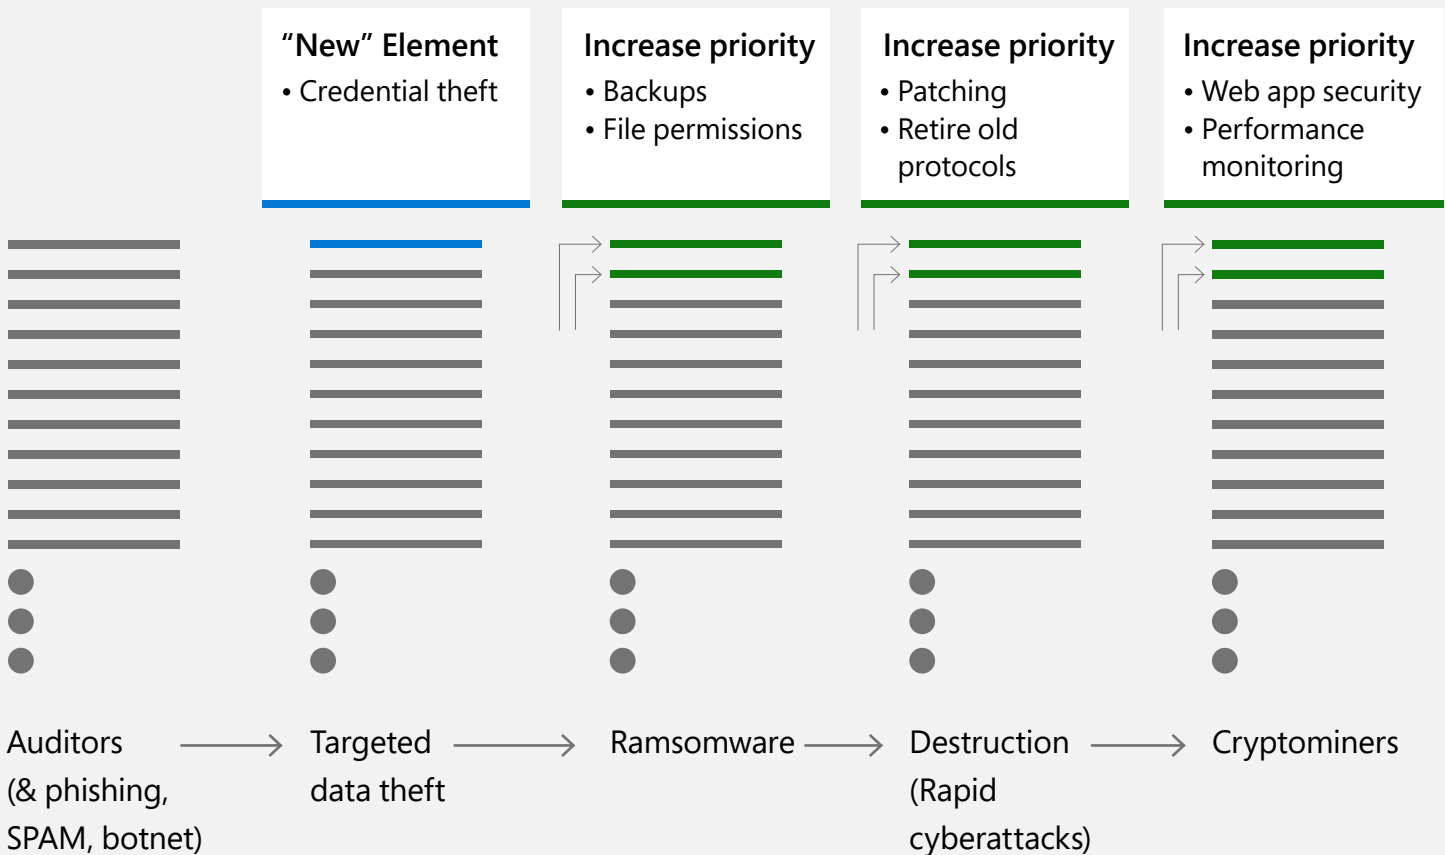 “New” Element
• Credential theft
Increase priority
• Backups
• File permissions
Increase priority
• Patching
• Retire old
protocols
Increase priority
• Web app security
• Performance
monitoring
Auditors
(& phishing,
SPAM, botnet)
Targeted
data theft
Ramsomware
Destruction
(Rapid
cyberattacks)
Cryptominers